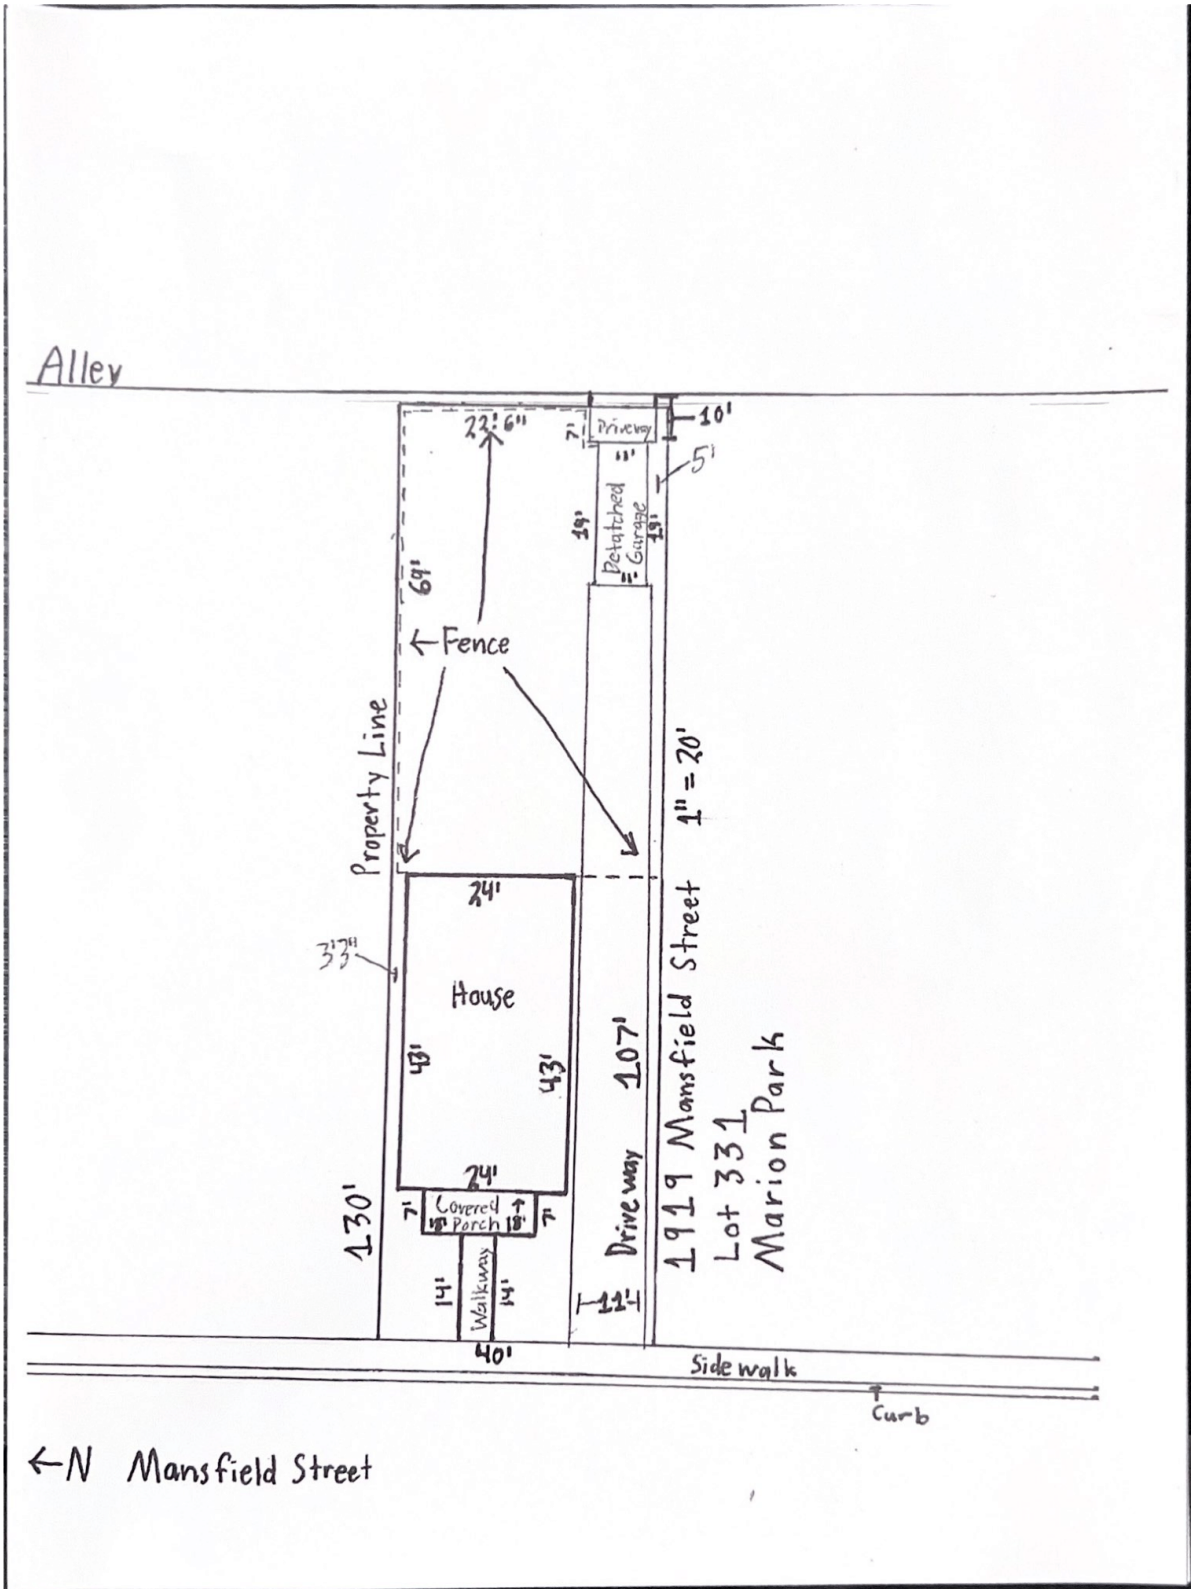 Alley
22'6"
7'
Driveway
10'
11'
5'
19'
Detatched
Garage
19'
11'
69'
←Fence
Property Line
1919 Mansfield Street 1"=20'
Lot 331
Marion Park
24'
3'3"
House
43'
43'
Driveway 107'
24'
130'
7'
Covered
Porch
18'
18'
7'
14'
Walkway
14'
11'
40'
Sidewalk
Curb
←N Mansfield Street